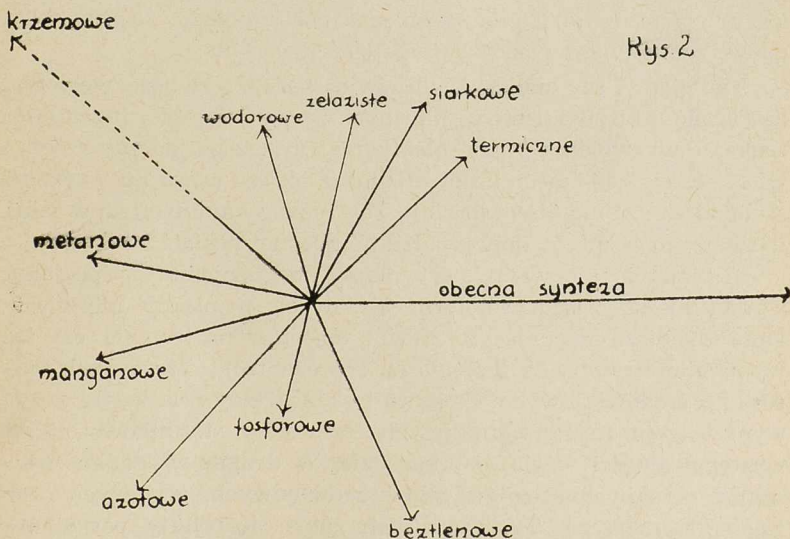 krzemowe
Rys 2
wodorowe
zelaziste
siarkowe
termiczne
metanowe
obecna synteza
manganowe
fosforowe
azotowe
beztlenowe